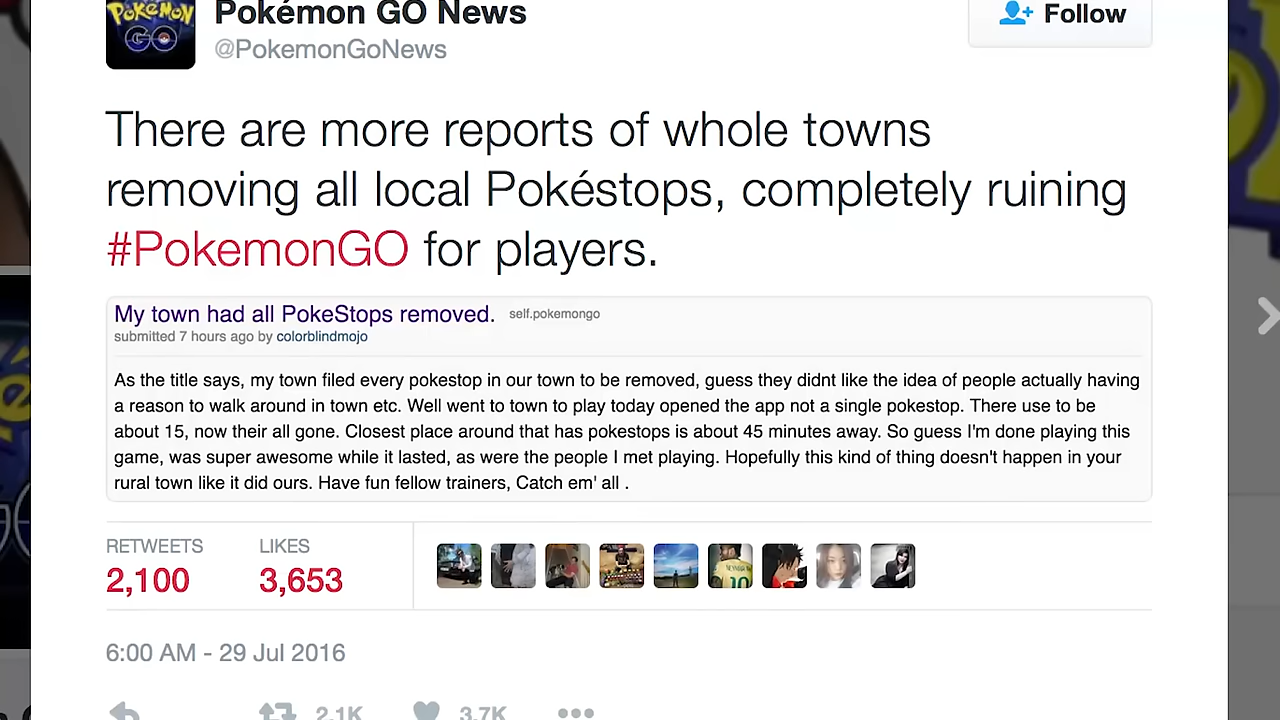 Pokémon GO News
Follow
@PokemonGoNews
POKéMON
GO
There are more reports of whole towns
removing all local Pokéstops, completely ruining
#PokemonGO for players.
My town had all PokeStops removed. self.pokemongo
submitted 7 hours ago by colorblindmojo
As the title says, my town filed every pokestop in our town to be removed, guess they didnt like the idea of people actually having
a reason to walk around in town etc. Well went to town to play today opened the app not a single pokestop. There use to be
about 15, now their all gone. Closest place around that has pokestops is about 45 minutes away. So guess I'm done playing this
game, was super awesome while it lasted, as were the people I met playing. Hopefully this kind of thing doesn't happen in your
rural town like it did ours. Have fun fellow trainers, Catch em' all .
RETWEETS LIKES
2,100 3,653
6:00 AM - 29 Jul 2016
2.1K 3.7K